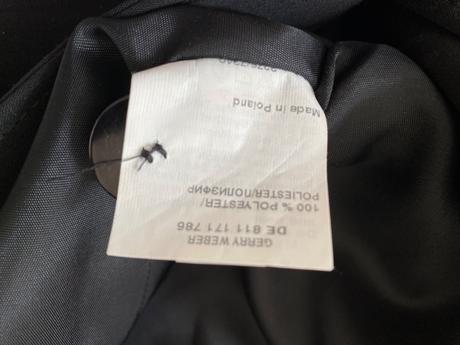 GERRY WEBER
DE 811 171 786
100 % POLYESTER/
POLIESTER/ПОЛИЭФИР
Made in Poland